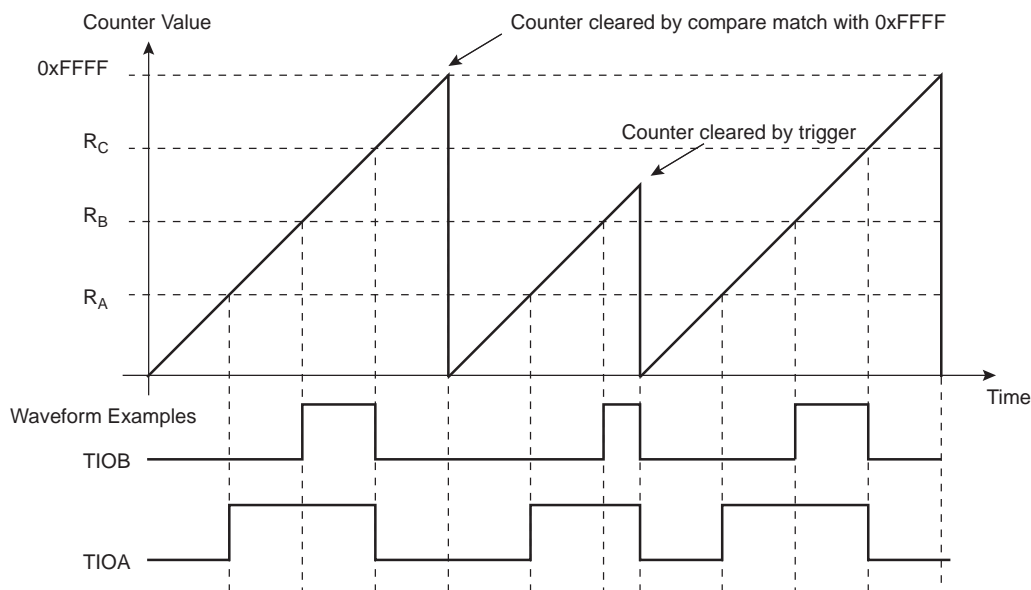 Counter Value
Counter cleared by compare match with 0xFFFF
0xFFFF
Counter cleared by trigger
RC
RB
RA
Time
Waveform Examples
TIOB
TIOA